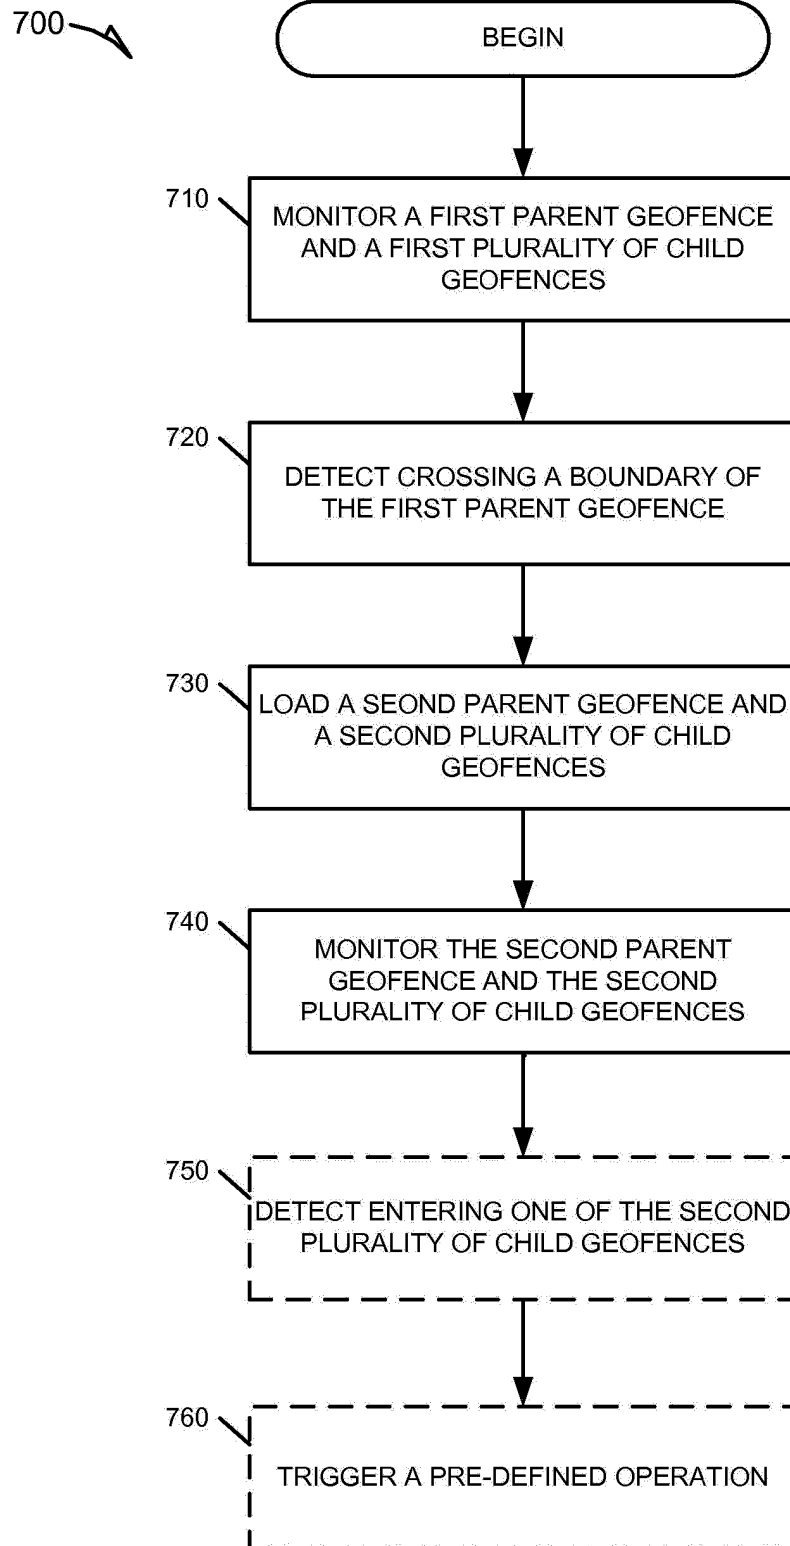 700
BEGIN
710
MONITOR A FIRST PARENT GEOFENCE
AND A FIRST PLURALITY OF CHILD
GEOFENCES
720
DETECT CROSSING A BOUNDARY OF
THE FIRST PARENT GEOFENCE
730
LOAD A SEOND PARENT GEOFENCE AND
A SECOND PLURALITY OF CHILD
GEOFENCES
740
MONITOR THE SECOND PARENT
GEOFENCE AND THE SECOND
PLURALITY OF CHILD GEOFENCES
750
DETECT ENTERING ONE OF THE SECOND
PLURALITY OF CHILD GEOFENCES
760
TRIGGER A PRE-DEFINED OPERATION